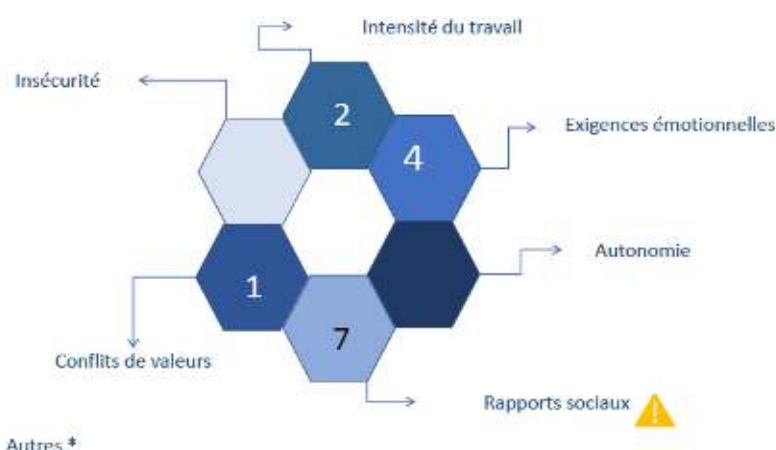 Intensité du travail
Insécurité
2
Exigences émotionnelles
4
Autonomie
1
7
Conflits de valeurs
Rapports sociaux
Autres *